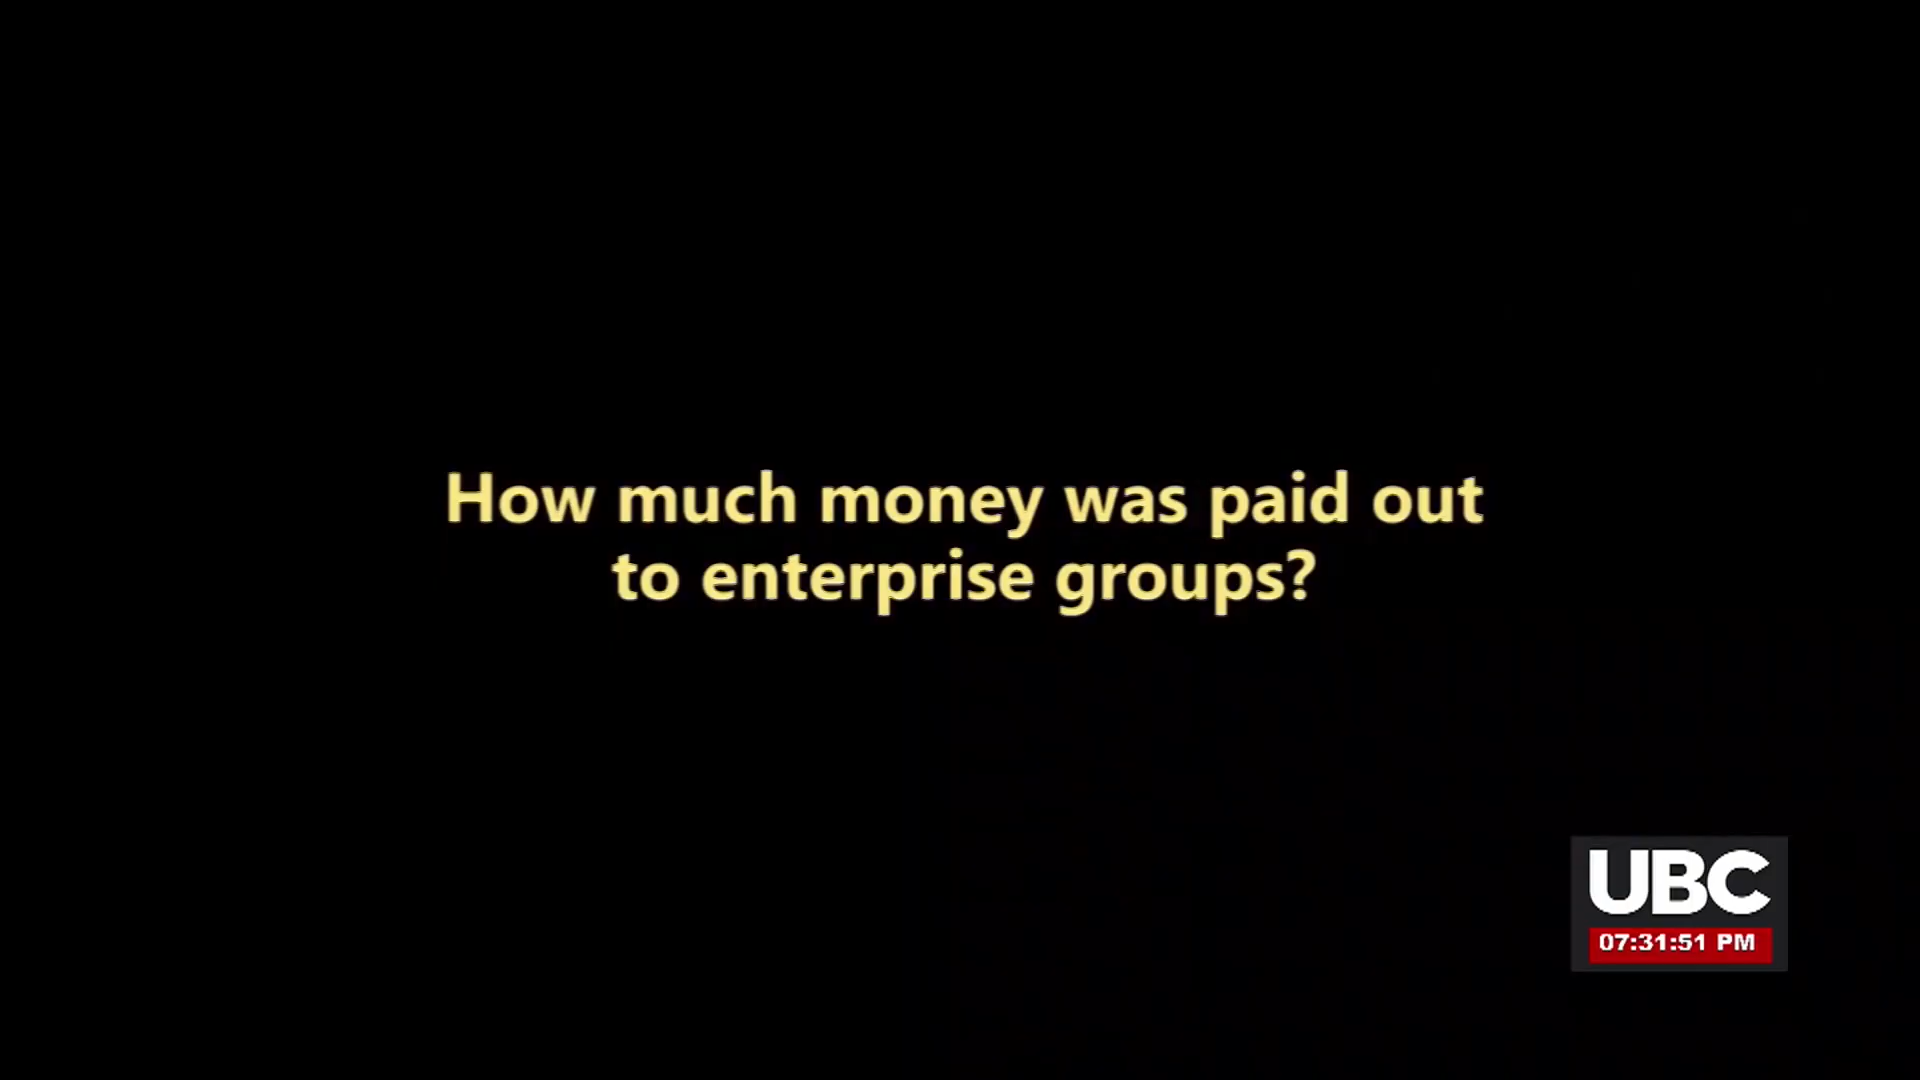 How much money was paid out
to enterprise groups?
UBC
07:31:51 PM